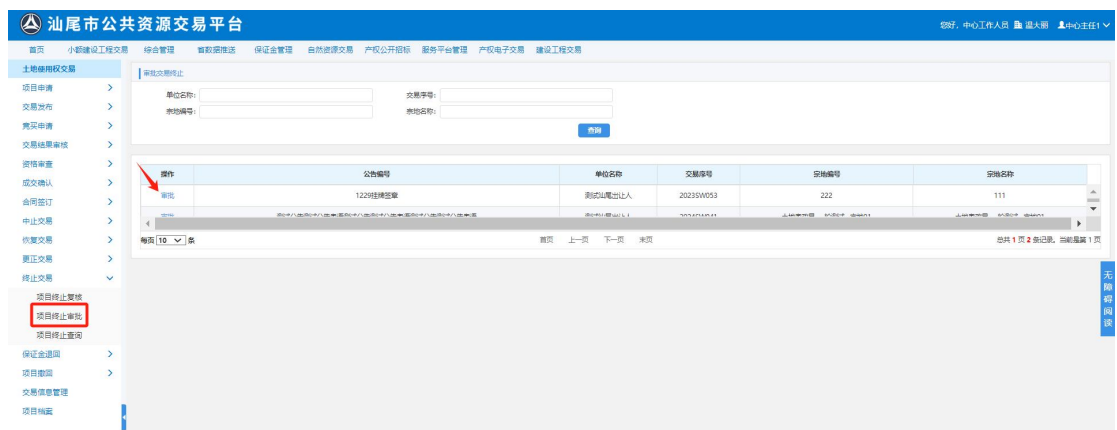 汕尾市公共资源交易平台
您好，中心工作人员 温大丽 中心主任1
首页 小额建设工程交易 综合管理 省数据推送 保证金管理 自然资源交易 产权公开招标 服务平台管理 产权电子交易 建设工程交易
土地使用权交易
项目申请
交易发布
竞买申请
交易结果审核
资格审查
成交确认
合同签订
中止交易
恢复交易
更正交易
终止交易
项目终止复核
项目终止审批
项目终止查询
保证金退回
项目撤回
交易信息管理
项目档案
审批交易终止
单位名称： 交易序号：
宗地编号： 宗地名称：
查询
操作 公告编号 单位名称 交易序号 宗地编号 宗地名称
审批 1229挂牌签章 测试汕尾出让人 2023SW053 222 111
每页 10 条 首页 上一页 下一页 末页 总共 1 页 2 条记录，当前是第 1 页
无障碍阅读